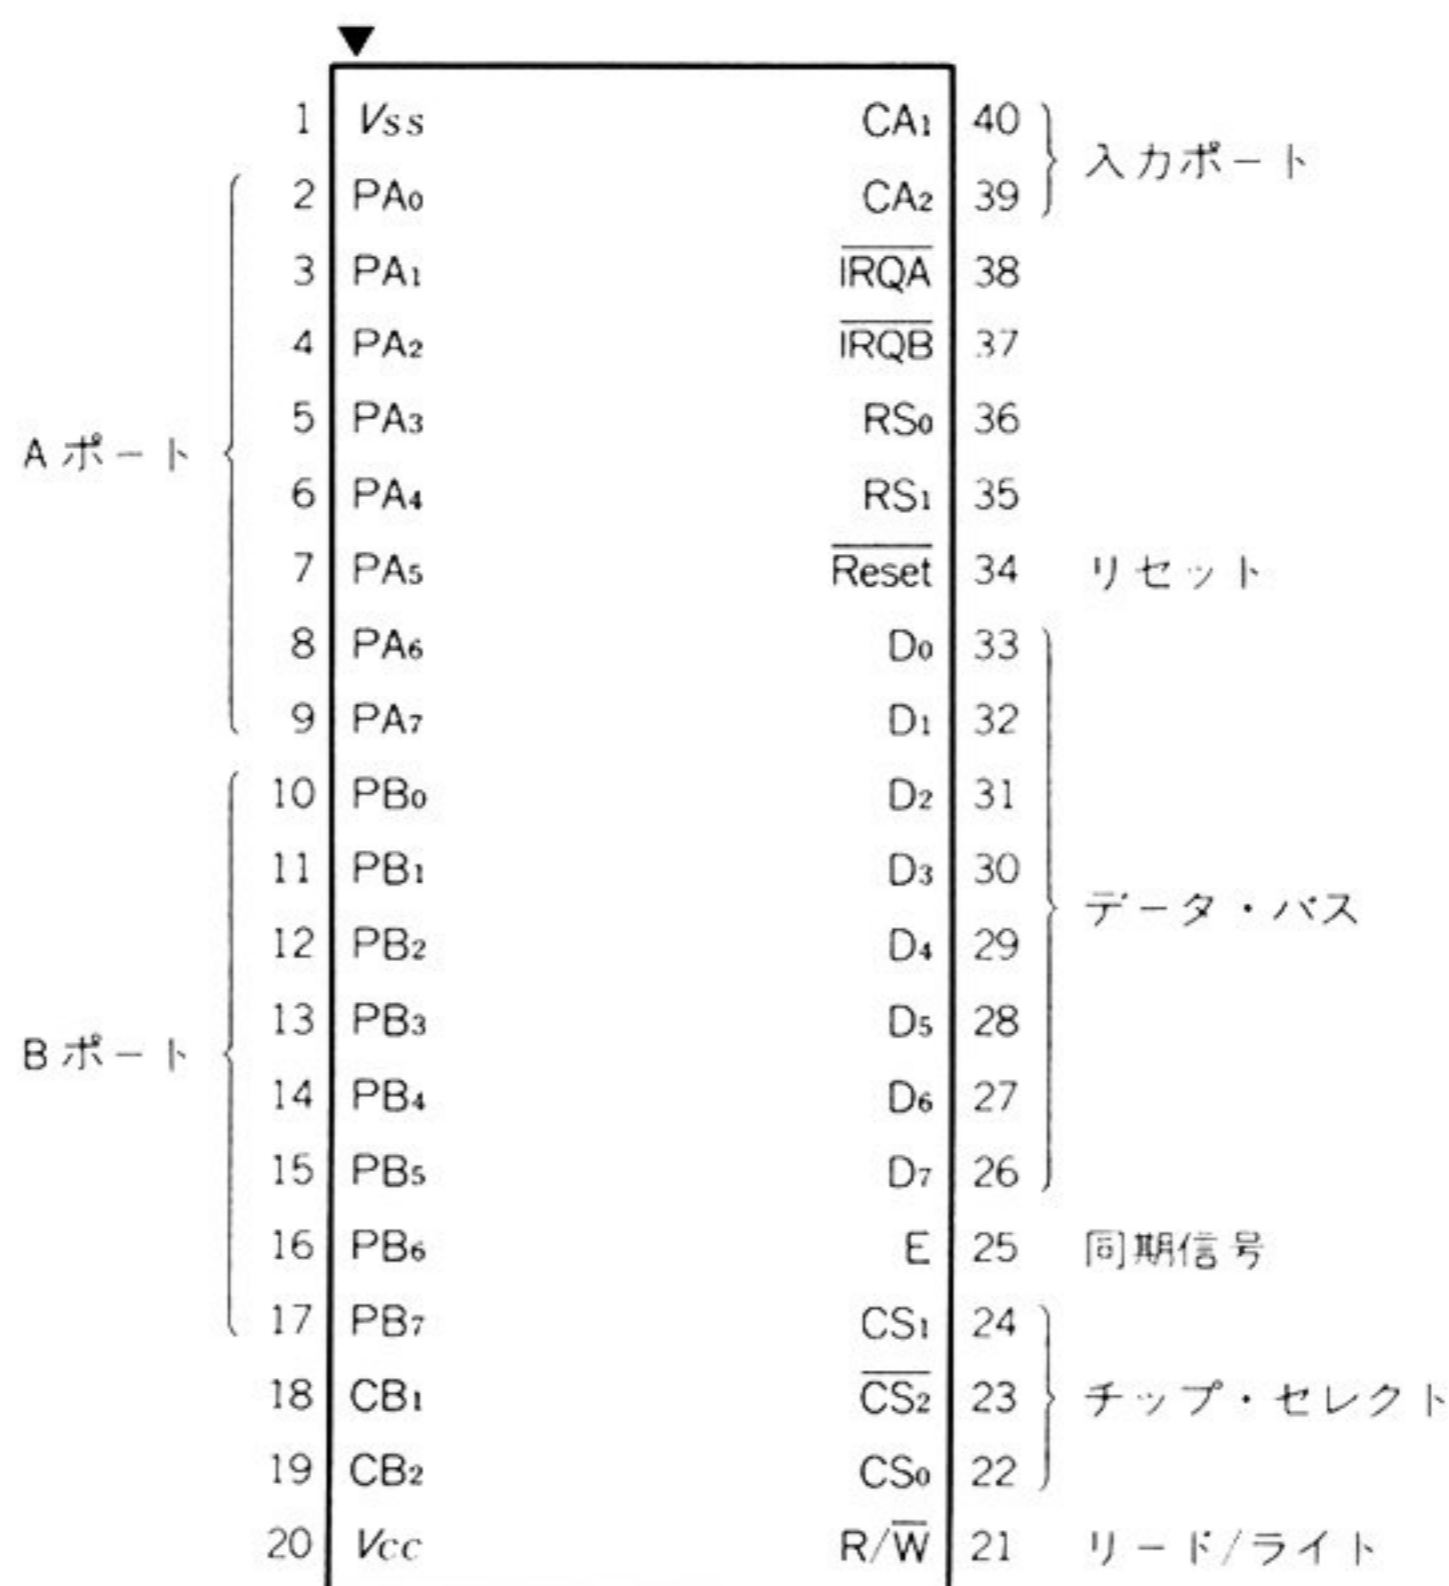 1 Vss CA1 40
入力ポート
2 PA0 CA2 39
3 PA1 IRQA 38
4 PA2 IRQB 37
5 PA3 RS0 36
Aポート
6 PA4 RS1 35
7 PA5 Reset 34 リセット
8 PA6 D0 33
9 PA7 D1 32
10 PB0 D2 31
11 PB1 D3 30
データ・バス
12 PB2 D4 29
13 PB3 D5 28
Bポート
14 PB4 D6 27
15 PB5 D7 26
16 PB6 E 25 同期信号
17 PB7 CS1 24
18 CB1 CS2 23 チップ・セレクト
19 CB2 CS0 22
20 Vcc R/W 21 リード/ライト